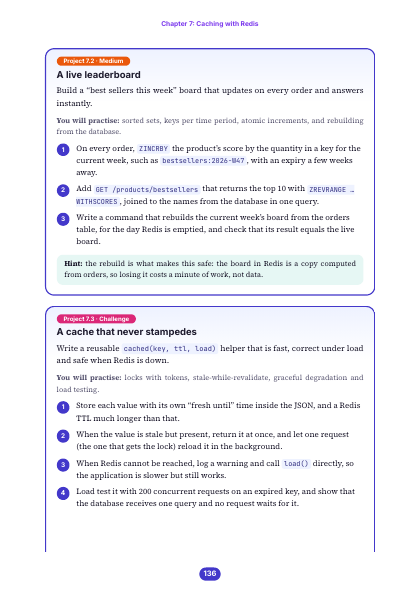 Chapter 7: Caching with Redis
Project 7.2 · Medium
A live leaderboard
Build a “best sellers this week” board that updates on every order and answers
instantly.
You will practise: sorted sets, keys per time period, atomic increments, and rebuilding
from the database.
1 On every order, ZINCRBY the product’s score by the quantity in a key for the
current week, such as bestsellers:2026-W47, with an expiry a few weeks
away.
2 Add GET /products/bestsellers that returns the top 10 with ZREVRANGE …
WITHSCORES, joined to the names from the database in one query.
3 Write a command that rebuilds the current week’s board from the orders
table, for the day Redis is emptied, and check that its result equals the live
board.
Hint: the rebuild is what makes this safe: the board in Redis is a copy computed
from orders, so losing it costs a minute of work, not data.
Project 7.3 · Challenge
A cache that never stampedes
Write a reusable cached(key, ttl, load) helper that is fast, correct under load
and safe when Redis is down.
You will practise: locks with tokens, stale-while-revalidate, graceful degradation and
load testing.
1 Store each value with its own “fresh until” time inside the JSON, and a Redis
TTL much longer than that.
2 When the value is stale but present, return it at once, and let one request
(the one that gets the lock) reload it in the background.
3 When Redis cannot be reached, log a warning and call load() directly, so
the application is slower but still works.
4 Load test it with 200 concurrent requests on an expired key, and show that
the database receives one query and no request waits for it.
136